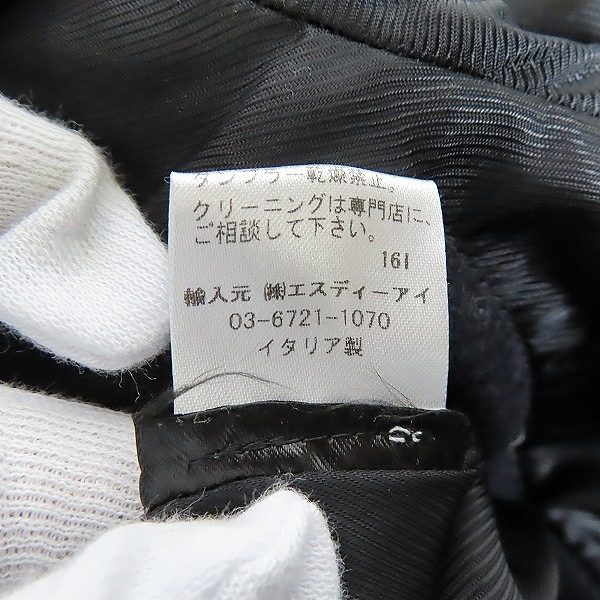 タンブラー乾燥禁止。
クリーニングは専門店に、
ご相談して下さい。
161
輸入元 ㈱エスディーアイ
03-6721-1070
イタリア製